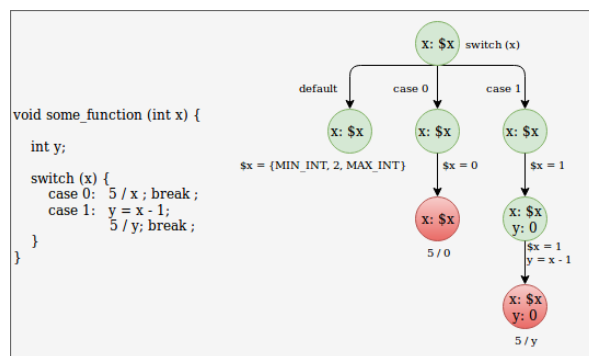 void some_function (int x) {
int y;
switch (x) {
case 0: 5 / x ; break ;
case 1: y = x - 1;
5 / y; break ;
}
}
x: $x
switch (x)
default
case 0
case 1
x: $x
x: $x
x: $x
$x = {MIN_INT, 2, MAX_INT}
$x = 0
$x = 1
x: $x
5 / 0
x: $x
y: 0
$x = 1
y = x - 1
x: $x
y: 0
5 / y